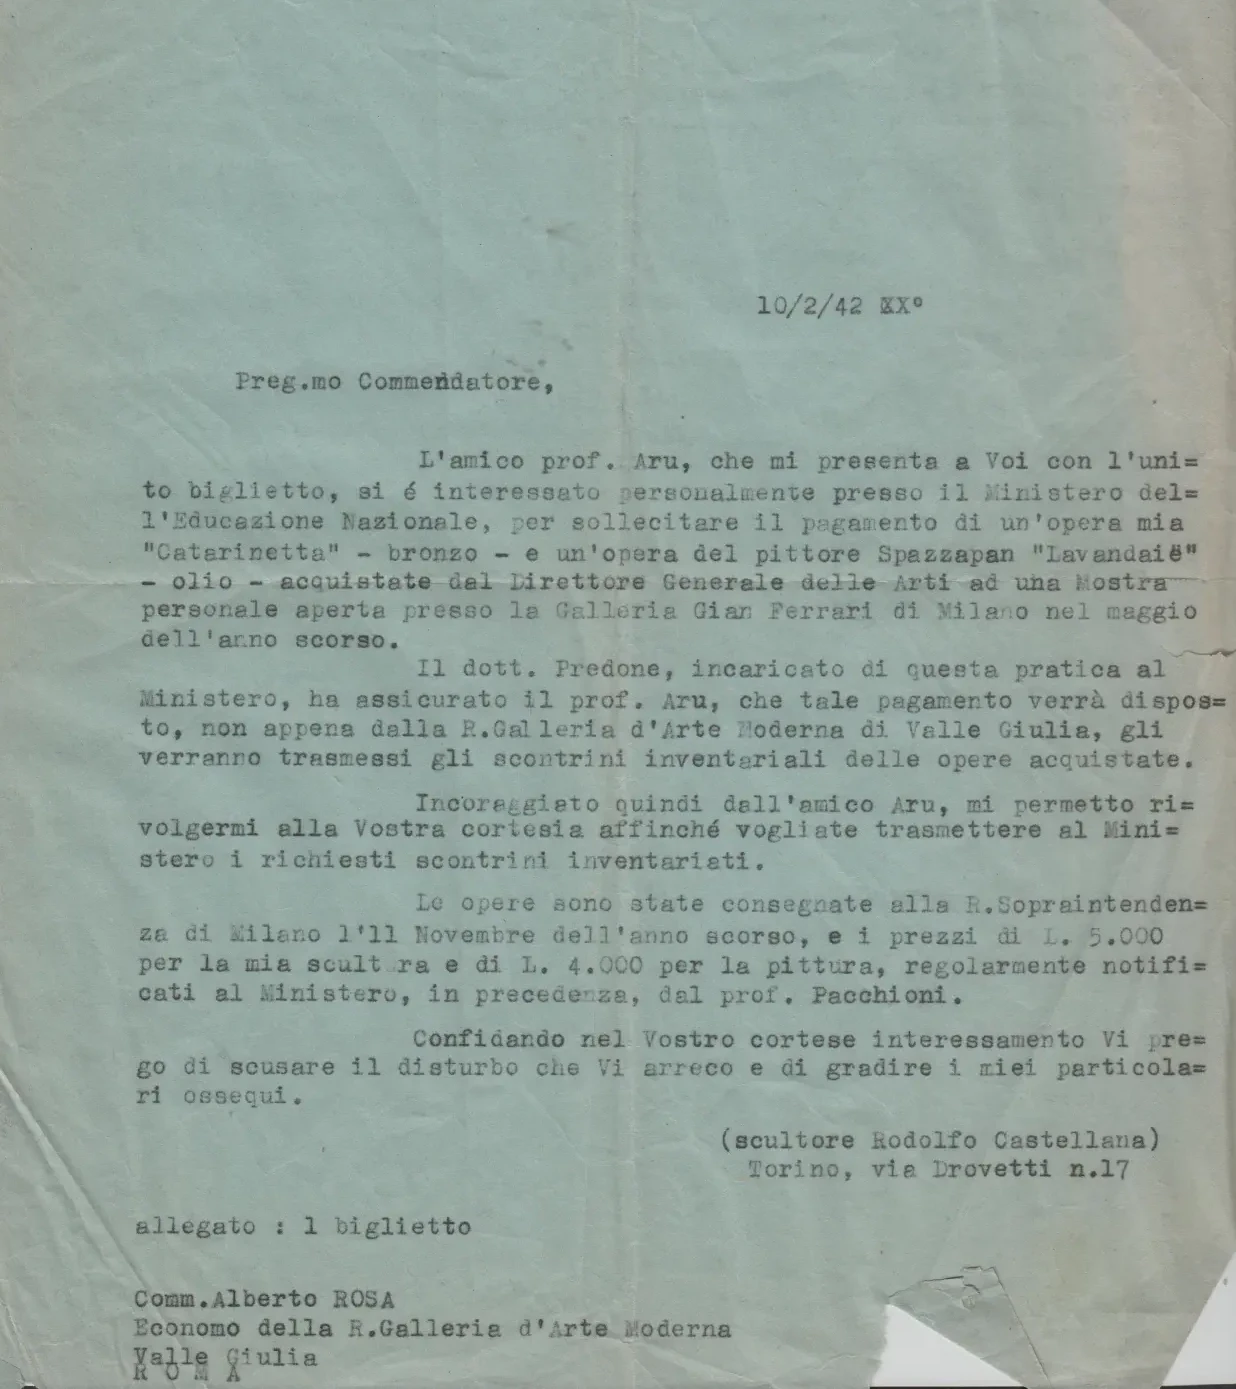 10/2/42 XX°
Preg.mo Commendatore,
L'amico prof. Aru, che mi presenta a Voi con l'uni=
to biglietto, si é interessato personalmente presso il Ministero del=
l'Educazione Nazionale, per sollecitare il pagamento di un'opera mia
"Catarinetta" - bronzo - e un'opera del pittore Spazzapan "Lavandaië"
- olio - acquistate dal Direttore Generale delle Arti ad una Mostra
personale aperta presso la Galleria Gian Ferrari di Milano nel maggio
dell'anno scorso.
Il dott. Predone, incaricato di questa pratica al
Ministero, ha assicurato il prof. Aru, che tale pagamento verrà dispos=
to, non appena dalla R.Galleria d'Arte Moderna di Valle Giulia, gli
verranno trasmessi gli scontrini inventariali delle opere acquistate.
Incoraggiato quindi dall'amico Aru, mi permetto ri=
volgermi alla Vostra cortesia affinché vogliate trasmettere al Mini=
stero i richiesti scontrini inventariati.
Le opere sono state consegnate alla R.Sopraintenden=
za di Milano l'11 Novembre dell'anno scorso, e i prezzi di L. 5.000
per la mia scult ra e di L. 4.000 per la pittura, regolarmente notifi=
cati al Ministero, in precedenza, dal prof. Pacchioni.
Confidando nel Vostro cortese interessamento Vi pre=
go di scusare il disturbo che Vi arreco e di gradire i miei particola=
ri ossequi.
(scultore Rodolfo Castellana)
Torino, via Drovetti n.17
allegato : 1 biglietto
Comm.Alberto ROSA
Economo della R.Galleria d'Arte Moderna
Valle Giulia
R O M A